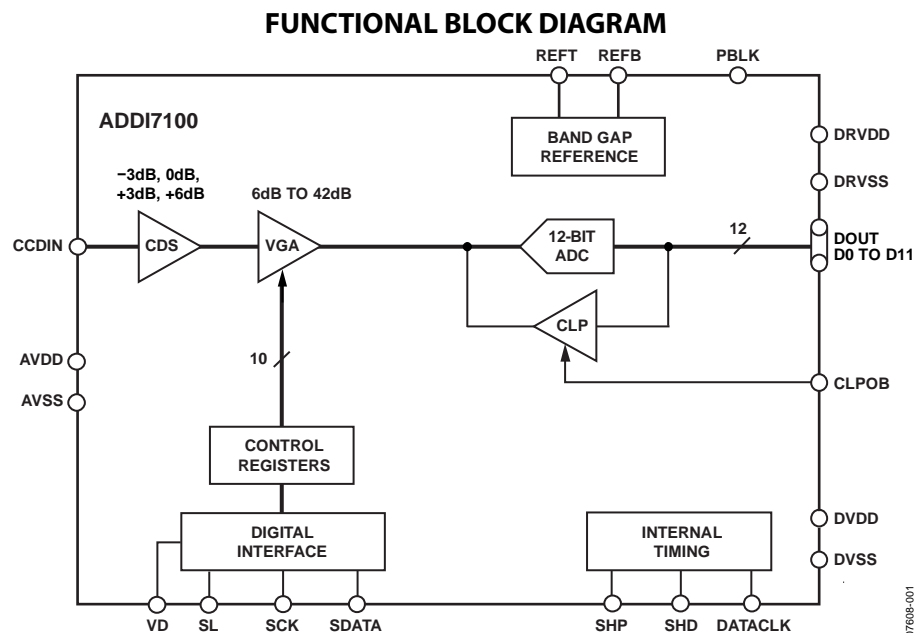 FUNCTIONAL BLOCK DIAGRAM
REFT REFB PBLK
ADDI7100
BAND GAP
REFERENCE
DRVDD
−3dB, 0dB,
+3dB, +6dB
6dB TO 42dB
DRVSS
CCDIN
CDS
VGA
12-BIT
ADC
12
DOUT
D0 TO D11
CLP
10
AVDD
CLPOB
AVSS
CONTROL
REGISTERS
DIGITAL
INTERFACE
INTERNAL
TIMING
DVDD
DVSS
VD SL SCK SDATA SHP SHD DATACLK
07608-001